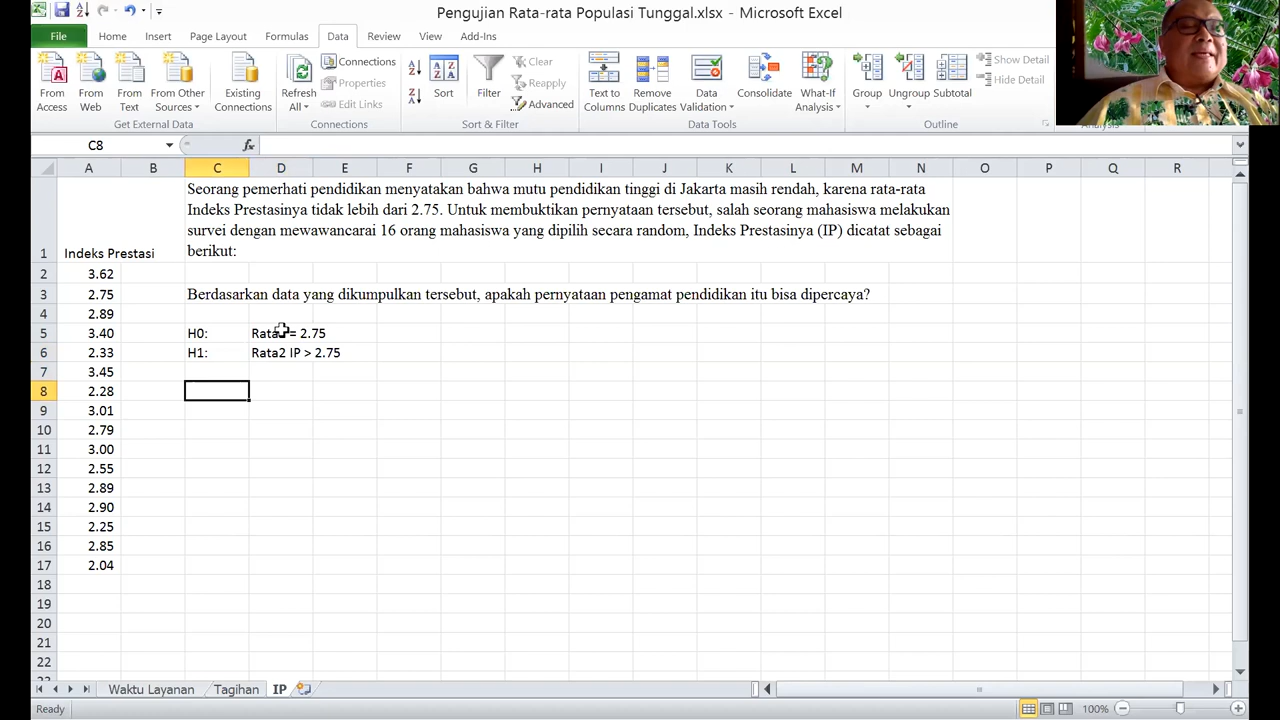 Pengujian Rata-rata Populasi Tunggal.xlsx - Microsoft Excel
File Home Insert Page Layout Formulas Data Review View Add-Ins
From Access
From Web
From Text
From Other Sources
Existing Connections
Get External Data
Refresh All
Connections
Properties
Edit Links
Connections
Sort
Filter
Clear
Reapply
Advanced
Sort & Filter
Text to Columns
Remove Duplicates
Data Validation
Consolidate
What-If Analysis
Data Tools
Group
Ungroup
Subtotal
Show Detail
Hide Detail
Outline
C8 fx
A B C D E F G H I J K L M N O P Q R
Seorang pemerhati pendidikan menyatakan bahwa mutu pendidikan tinggi di Jakarta masih rendah, karena rata-rata
Indeks Prestasinya tidak lebih dari 2.75. Untuk membuktikan pernyataan tersebut, salah seorang mahasiswa melakukan
survei dengan mewawancarai 16 orang mahasiswa yang dipilih secara random, Indeks Prestasinya (IP) dicatat sebagai
berikut:
1 Indeks Prestasi
2 3.62
3 2.75 Berdasarkan data yang dikumpulkan tersebut, apakah pernyataan pengamat pendidikan itu bisa dipercaya?
4 2.89
5 3.40 H0: = 2.75
6 2.33 H1: Rata2 IP > 2.75
7 3.45
8 2.28
9 3.01
10 2.79
11 3.00
12 2.55
13 2.89
14 2.90
15 2.25
16 2.85
17 2.04
18
19
20
21
22
Waktu Layanan Tagihan IP
Ready 100%